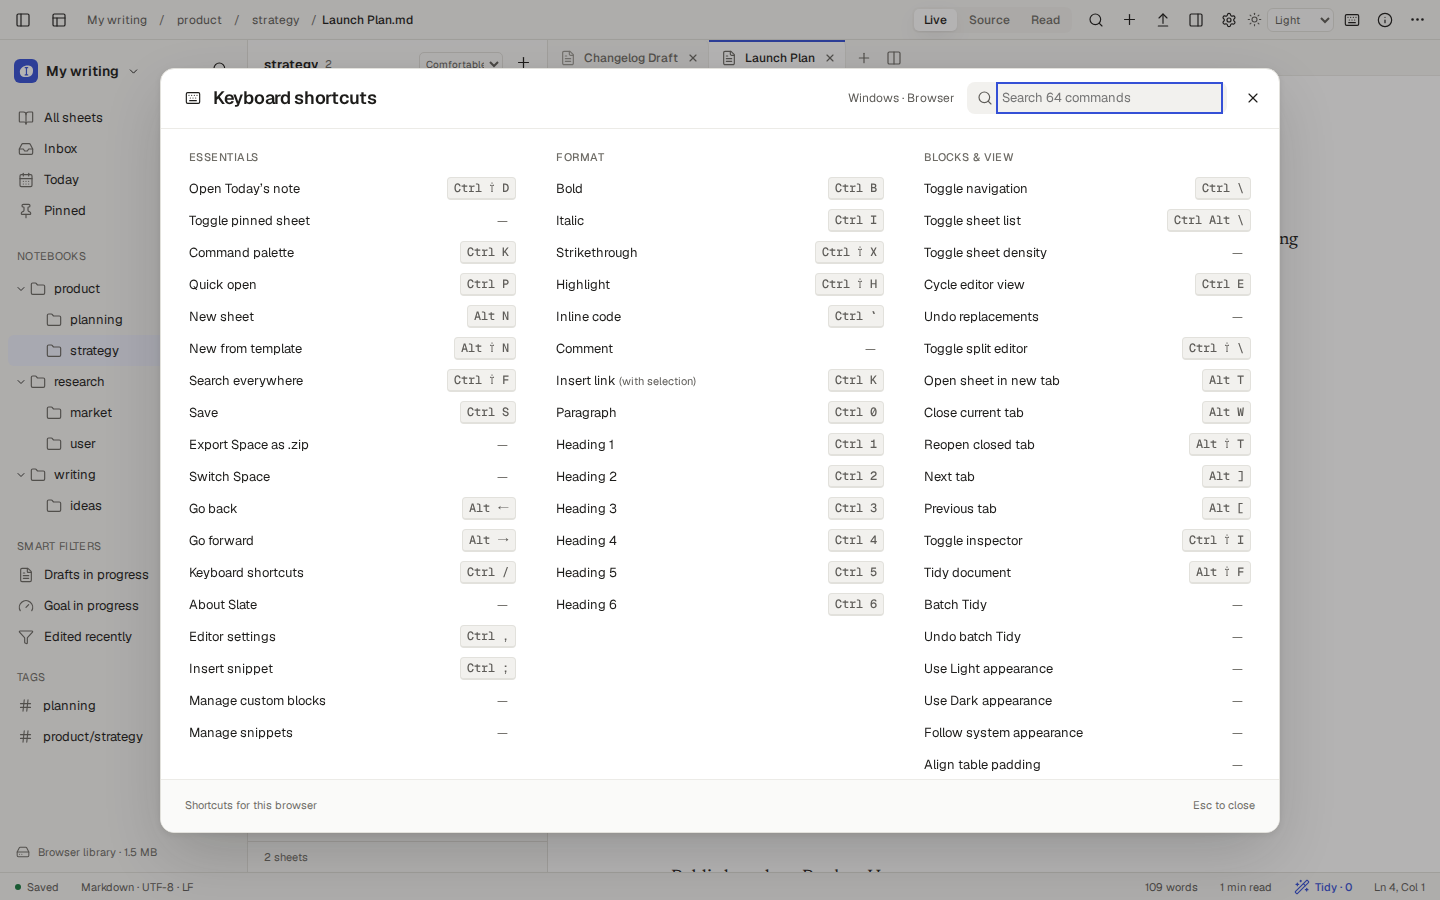 My writing / product / strategy / Launch Plan.md
Live Source Read
Light
My writing
strategy 2
Comfortable
Changelog Draft
Launch Plan
Keyboard shortcuts
Windows · Browser
Search 64 commands
All sheets
Inbox
Today
Pinned
NOTEBOOKS
product
planning
strategy
research
market
user
writing
ideas
SMART FILTERS
Drafts in progress
Goal in progress
Edited recently
TAGS
# planning
# product/strategy
Browser library · 1.5 MB
ESSENTIALS
Open Today's note Ctrl ⇧ D
Toggle pinned sheet —
Command palette Ctrl K
Quick open Ctrl P
New sheet Alt N
New from template Alt ⇧ N
Search everywhere Ctrl ⇧ F
Save Ctrl S
Export Space as .zip —
Switch Space —
Go back Alt ←
Go forward Alt →
Keyboard shortcuts Ctrl /
About Slate —
Editor settings Ctrl ,
Insert snippet Ctrl ;
Manage custom blocks —
Manage snippets —
FORMAT
Bold Ctrl B
Italic Ctrl I
Strikethrough Ctrl ⇧ X
Highlight Ctrl ⇧ H
Inline code Ctrl `
Comment —
Insert link (with selection) Ctrl K
Paragraph Ctrl 0
Heading 1 Ctrl 1
Heading 2 Ctrl 2
Heading 3 Ctrl 3
Heading 4 Ctrl 4
Heading 5 Ctrl 5
Heading 6 Ctrl 6
BLOCKS & VIEW
Toggle navigation Ctrl \
Toggle sheet list Ctrl Alt \
Toggle sheet density —
Cycle editor view Ctrl E
Undo replacements —
Toggle split editor Ctrl ⇧ \
Open sheet in new tab Alt T
Close current tab Alt W
Reopen closed tab Alt ⇧ T
Next tab Alt ]
Previous tab Alt [
Toggle inspector Ctrl ⇧ I
Tidy document Alt ⇧ F
Batch Tidy —
Undo batch Tidy —
Use Light appearance —
Use Dark appearance —
Follow system appearance —
Align table padding —
Shortcuts for this browser
Esc to close
2 sheets
Saved
Markdown · UTF-8 · LF
109 words
1 min read
Tidy · 0
Ln 4, Col 1